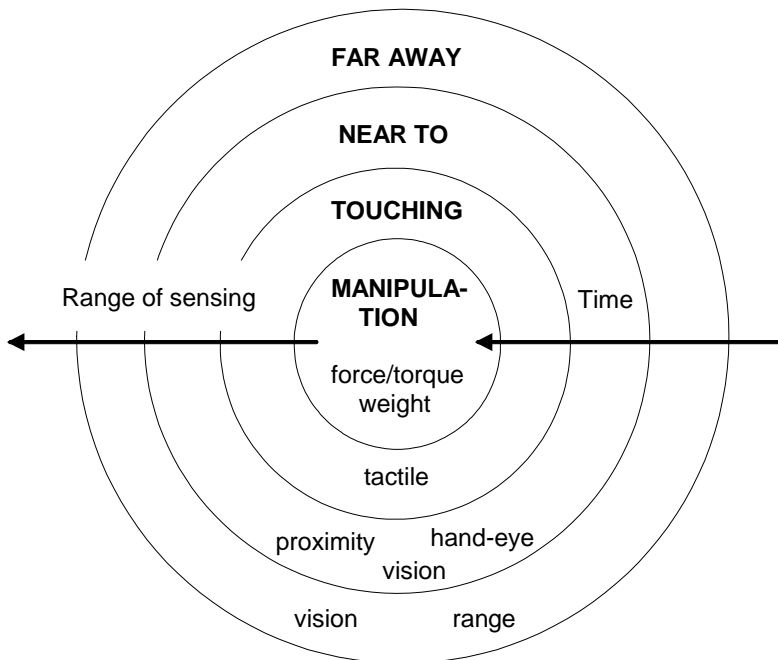 FAR AWAY
NEAR TO
TOUCHING
Range of sensing
MANIPULA-
TION
Time
force/torque
weight
tactile
proximity
hand-eye
vision
vision
range